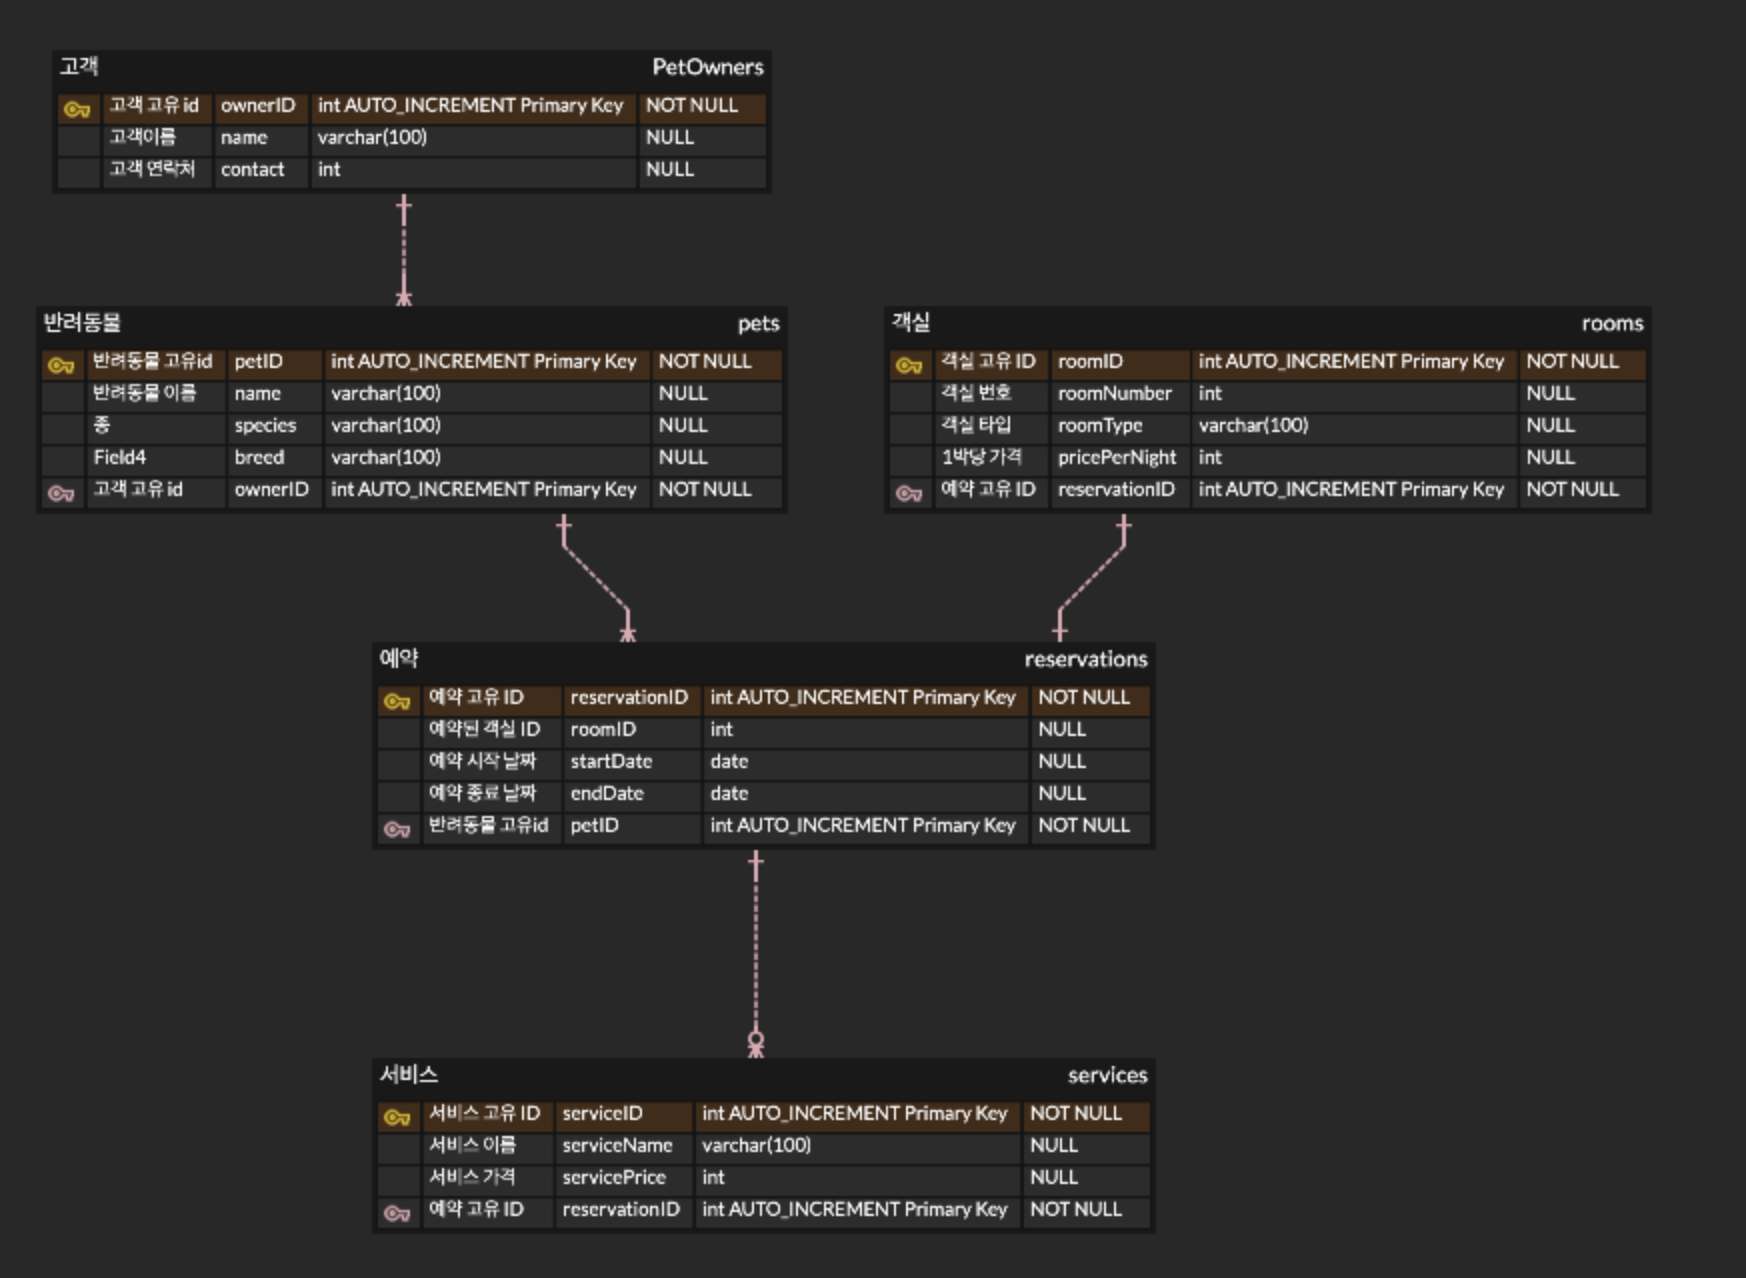 고객 PetOwners
고객 고유 id ownerID int AUTO_INCREMENT Primary Key NOT NULL
고객이름 name varchar(100) NULL
고객 연락처 contact int NULL
반려동물 pets
반려동물 고유id petID int AUTO_INCREMENT Primary Key NOT NULL
반려동물 이름 name varchar(100) NULL
종 species varchar(100) NULL
Field4 breed varchar(100) NULL
고객 고유 id ownerID int AUTO_INCREMENT Primary Key NOT NULL
객실 rooms
객실 고유 ID roomID int AUTO_INCREMENT Primary Key NOT NULL
객실 번호 roomNumber int NULL
객실 타입 roomType varchar(100) NULL
1박당 가격 pricePerNight int NULL
예약 고유 ID reservationID int AUTO_INCREMENT Primary Key NOT NULL
예약 reservations
예약 고유 ID reservationID int AUTO_INCREMENT Primary Key NOT NULL
예약된 객실 ID roomID int NULL
예약 시작 날짜 startDate date NULL
예약 종료 날짜 endDate date NULL
반려동물 고유id petID int AUTO_INCREMENT Primary Key NOT NULL
서비스 services
서비스 고유 ID serviceID int AUTO_INCREMENT Primary Key NOT NULL
서비스 이름 serviceName varchar(100) NULL
서비스 가격 servicePrice int NULL
예약 고유 ID reservationID int AUTO_INCREMENT Primary Key NOT NULL